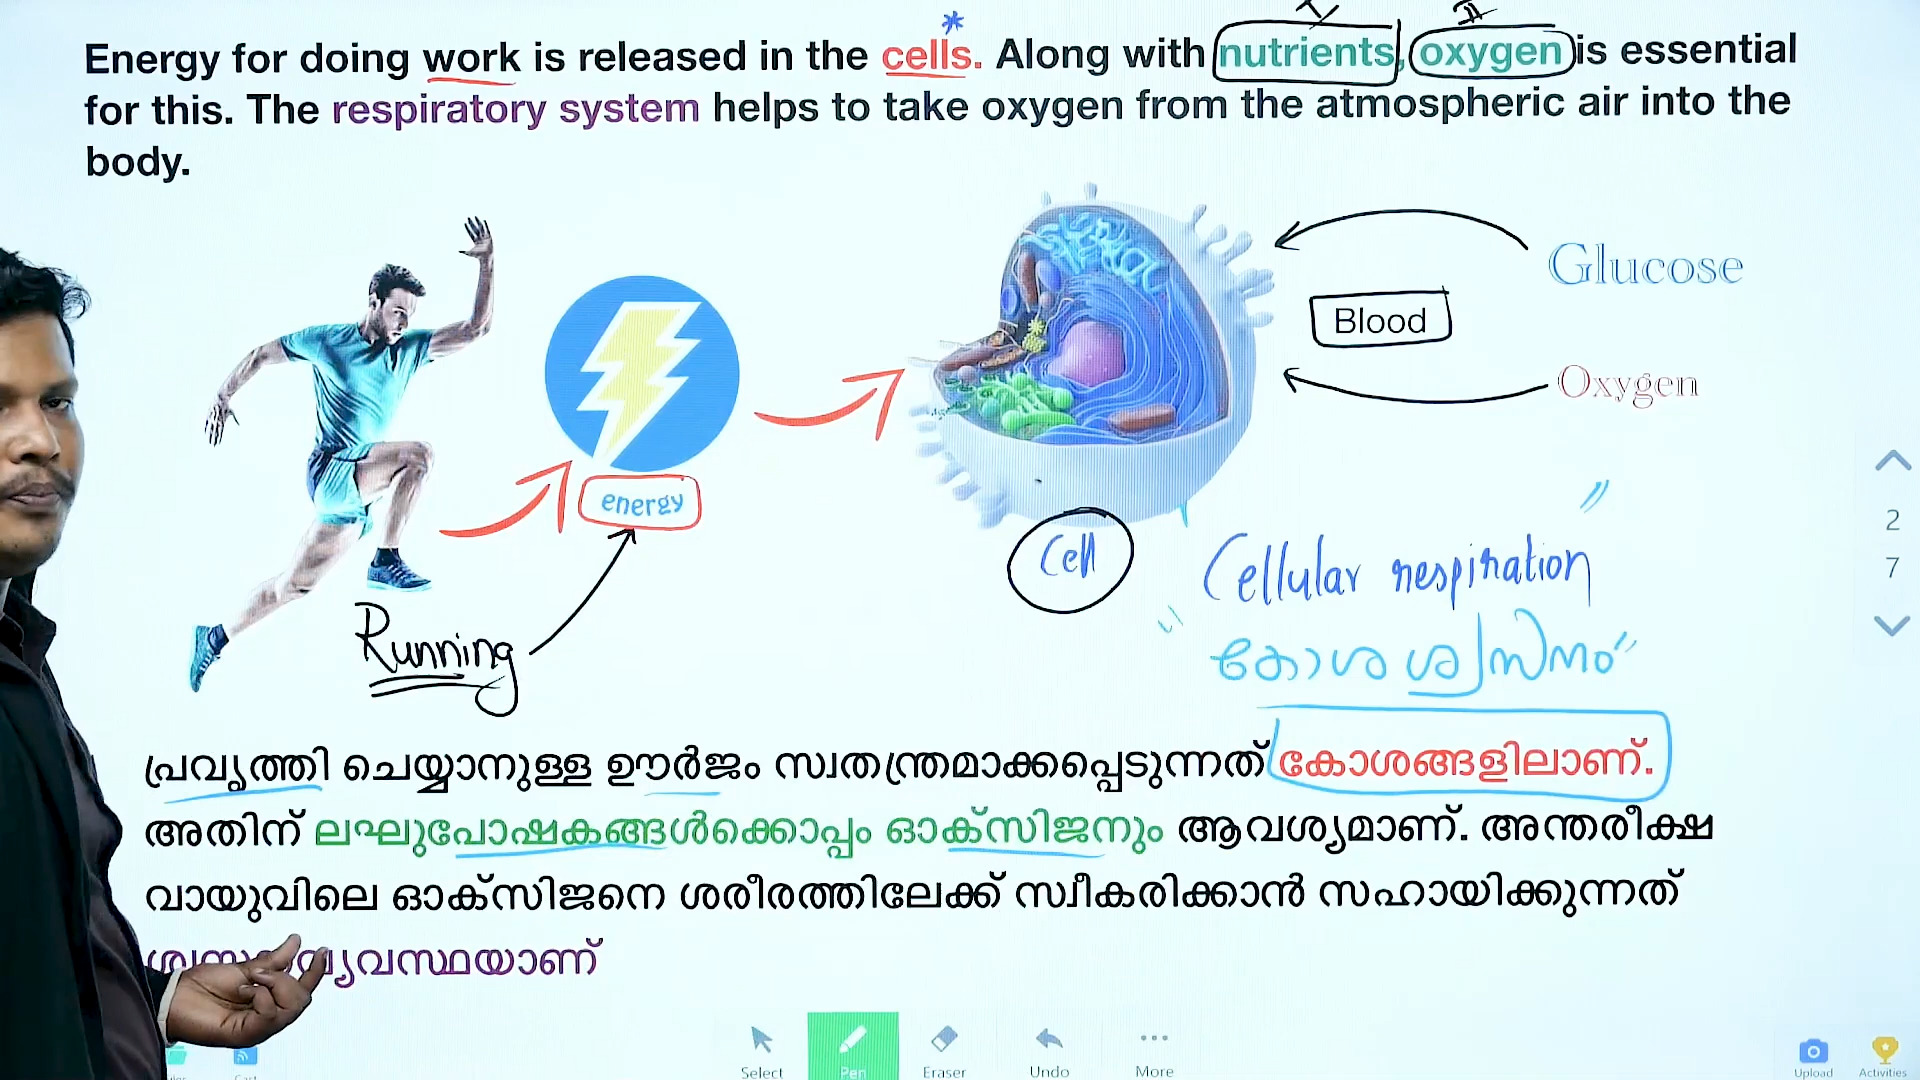 *
I II
Energy for doing work is released in the cells. Along with nutrients, oxygen is essential
for this. The respiratory system helps to take oxygen from the atmospheric air into the
body.
Glucose
Blood
Oxygen
energy
Cell
Running
"Cellular respiration"
"കോശ ശ്വസനം"
പ്രവൃത്തി ചെയ്യാനുള്ള ഊർജം സ്വതന്ത്രമാക്കപ്പെടുന്നത് കോശങ്ങളിലാണ്.
അതിന് ലഘുപോഷകങ്ങൾക്കൊപ്പം ഓക്സിജനും ആവശ്യമാണ്. അന്തരീക്ഷ
വായുവിലെ ഓക്സിജനെ ശരീരത്തിലേക്ക് സ്വീകരിക്കാൻ സഹായിക്കുന്നത്
വ്യവസ്ഥയാണ്
2
7
Select
Pen
Eraser
Undo
More
Upload
Activities